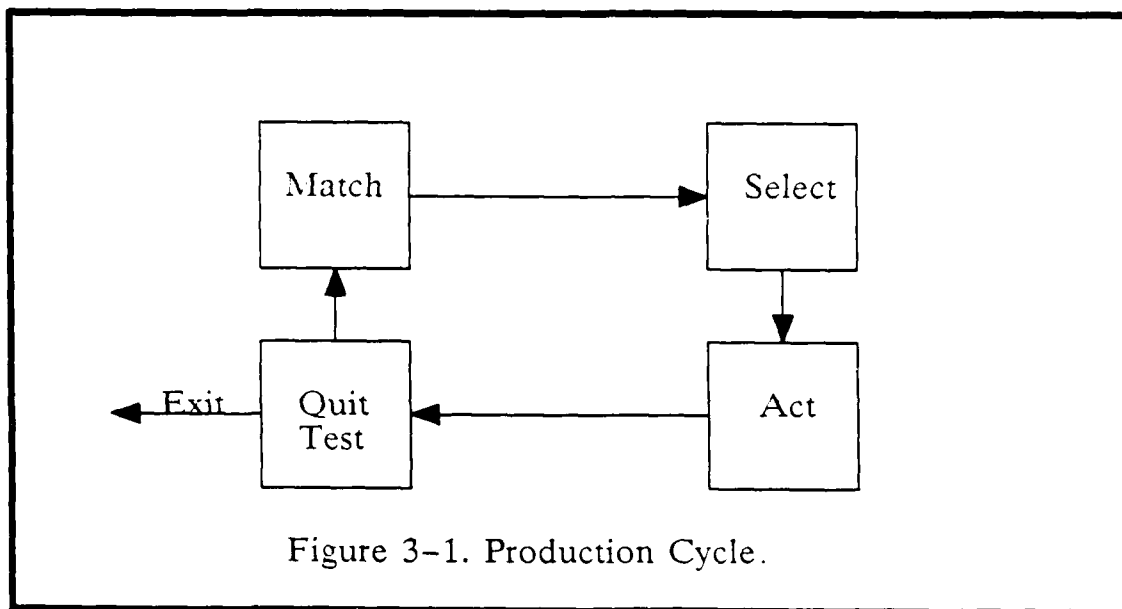 Match
Select
Exit
Quit
Test
Act
Figure 3-1. Production Cycle.